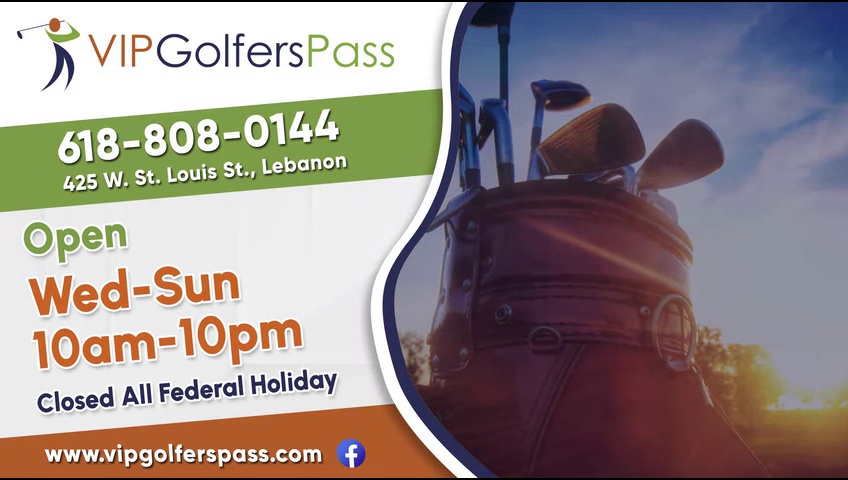 VIPGolfersPass
618-808-0144
425 W. St. Louis St., Lebanon
Open
Wed-Sun
10am-10pm
Closed All Federal Holiday
www.vipgolferspass.com